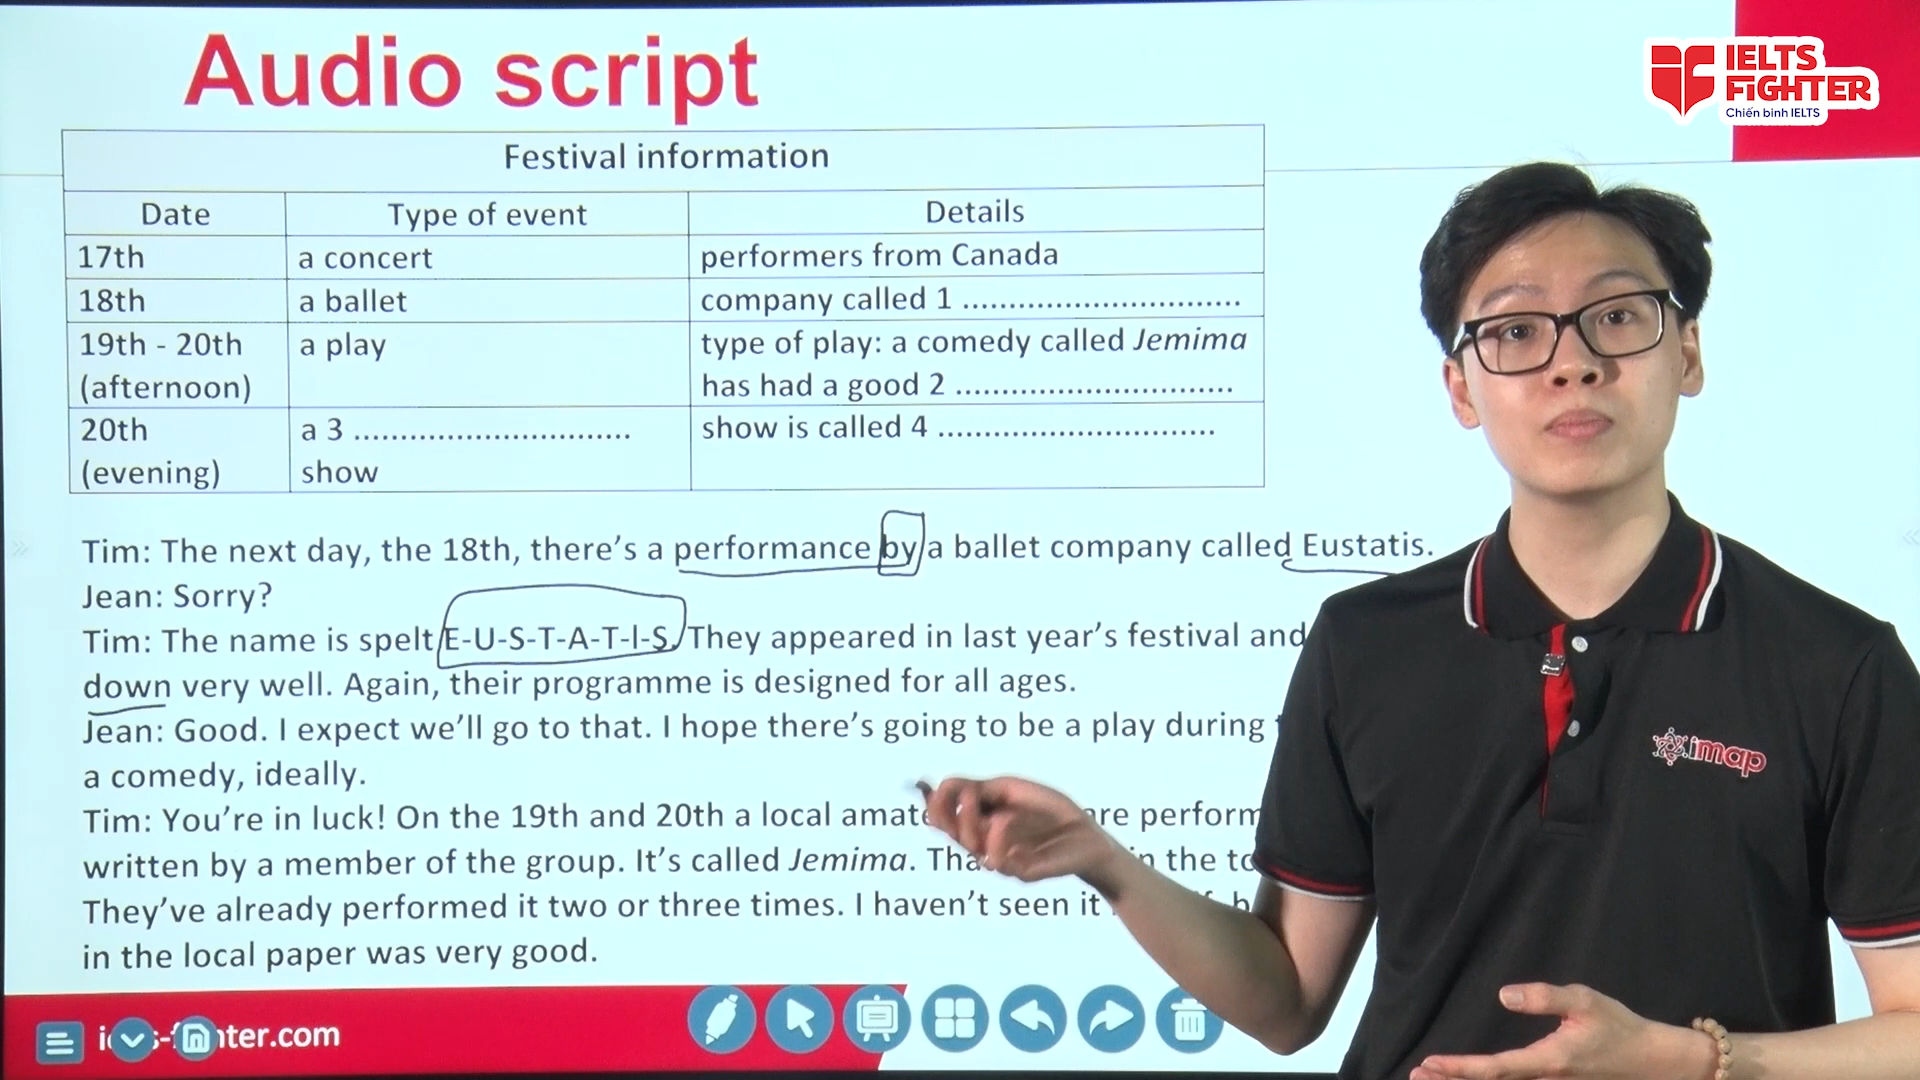 Audio script
IELTS
FIGHTER
Chiến binh IELTS
Festival information
Date Type of event Details
17th a concert performers from Canada
18th a ballet company called 1 ..............................
19th - 20th (afternoon) a play type of play: a comedy called Jemima has had a good 2 ..............................
20th (evening) a 3 .............................. show show is called 4 ..............................
Tim: The next day, the 18th, there's a performance by a ballet company called Eustatis.
Jean: Sorry?
Tim: The name is spelt E-U-S-T-A-T-I-S. They appeared in last year's festival and
down very well. Again, their programme is designed for all ages.
Jean: Good. I expect we'll go to that. I hope there's going to be a play during
a comedy, ideally.
Tim: You're in luck! On the 19th and 20th a local
written by a member of the group. It's called Jemima. in the
They've already performed it two or three times. I haven't seen it
in the local paper was very good.
imap